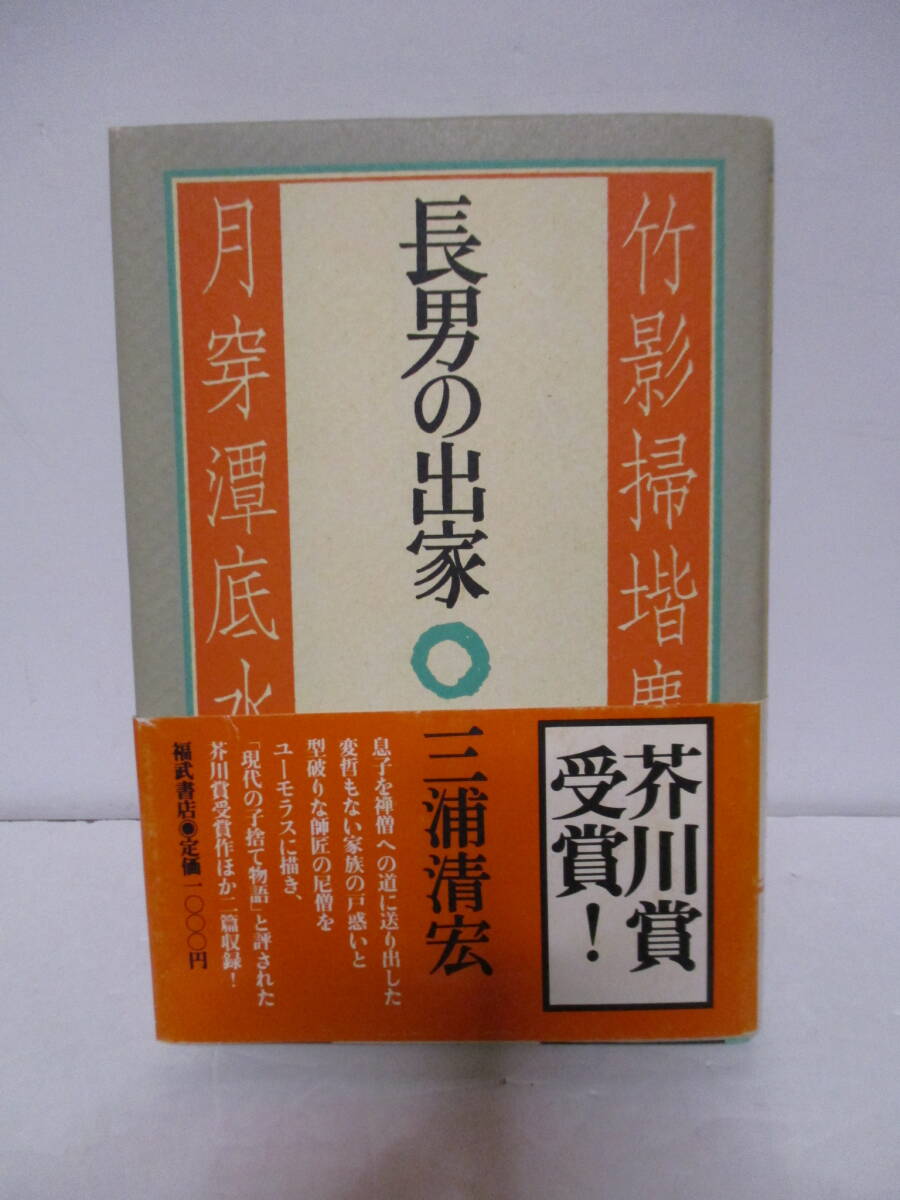 竹影掃堦塵
長男の出家
月穿潭底水
芥川賞
受賞！
三浦清宏
息子を禅僧への道に送り出した
変哲もない家族の戸惑いと
型破りな師匠の尼僧を
ユーモラスに描き、
「現代の子捨て物語」と評された
芥川賞受賞作ほか二篇収録！
福武書店◉定価一〇〇〇円